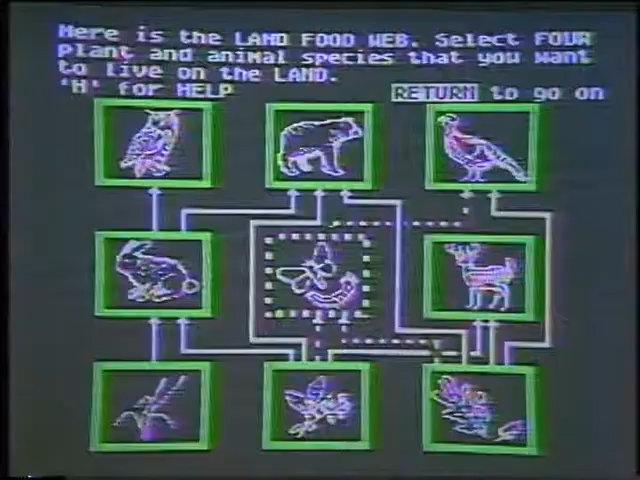 Here is the LAND FOOD WEB. Select FOUR
plant and animal species that you want
to live on the LAND.
'H' for HELP RETURN to go on